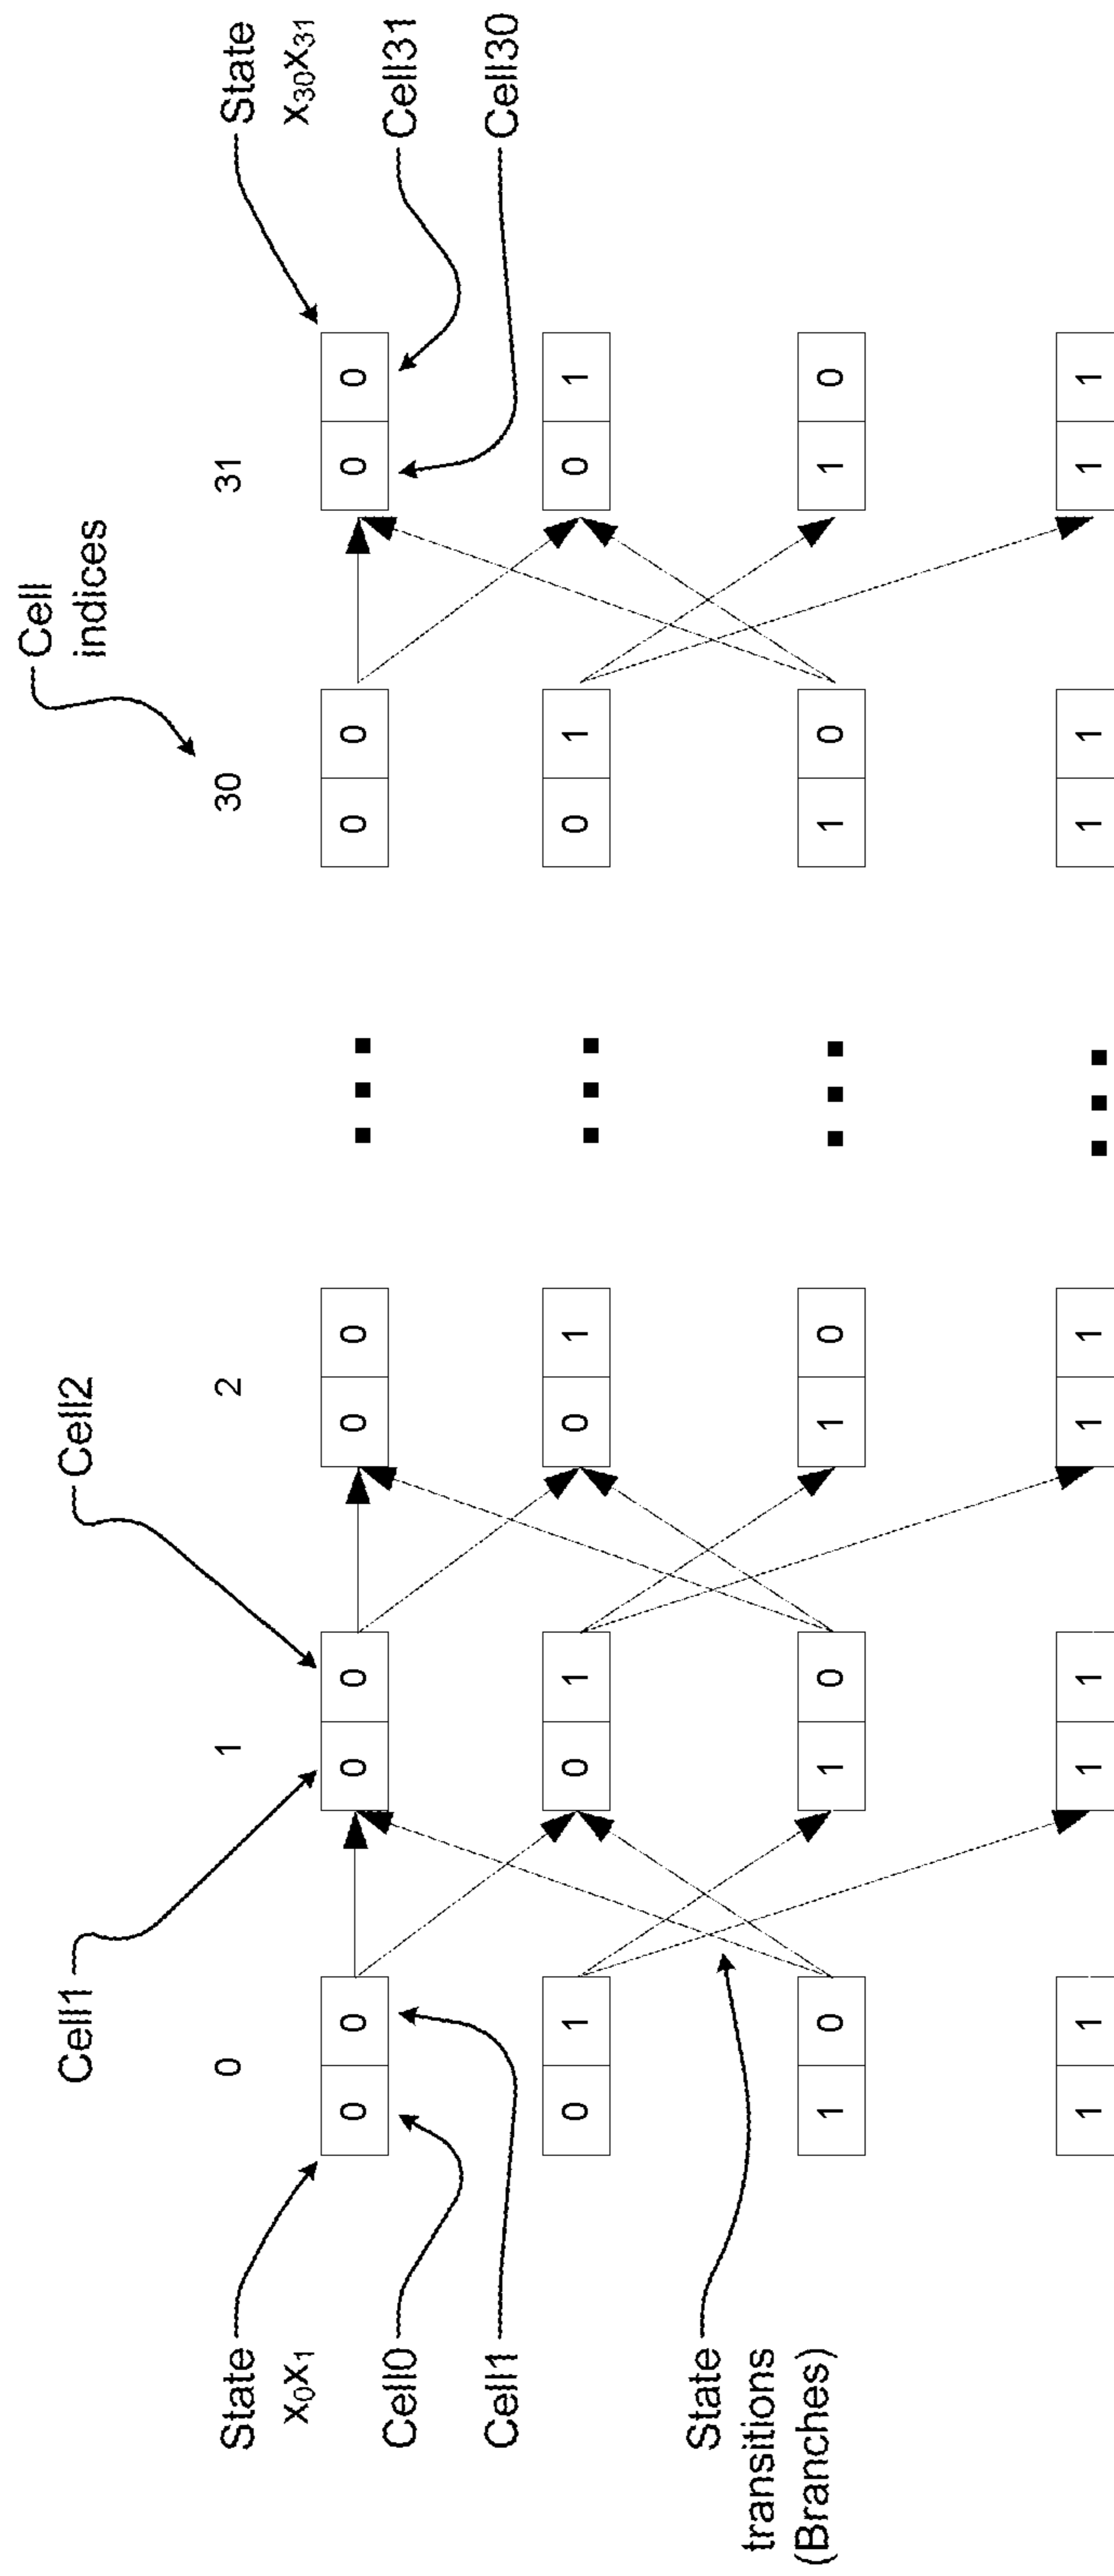 Cell
indices
Cell1
Cell2
0
1
2
30
31
State
x₀x₁
State
x₃₀x₃₁
0 0
0 0
0 0
0 0
0 0
Cell0
Cell31
Cell1
Cell30
0 1
0 1
0 1
0 1
0 1
State
transitions
(Branches)
1 0
1 0
1 0
1 0
1 0
1 1
1 1
1 1
1 1
1 1